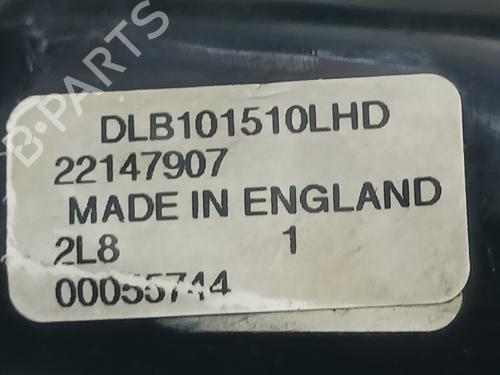 B-PARTS
DLB101510LHD
22147907
MADE IN ENGLAND
2L8 1
00055744